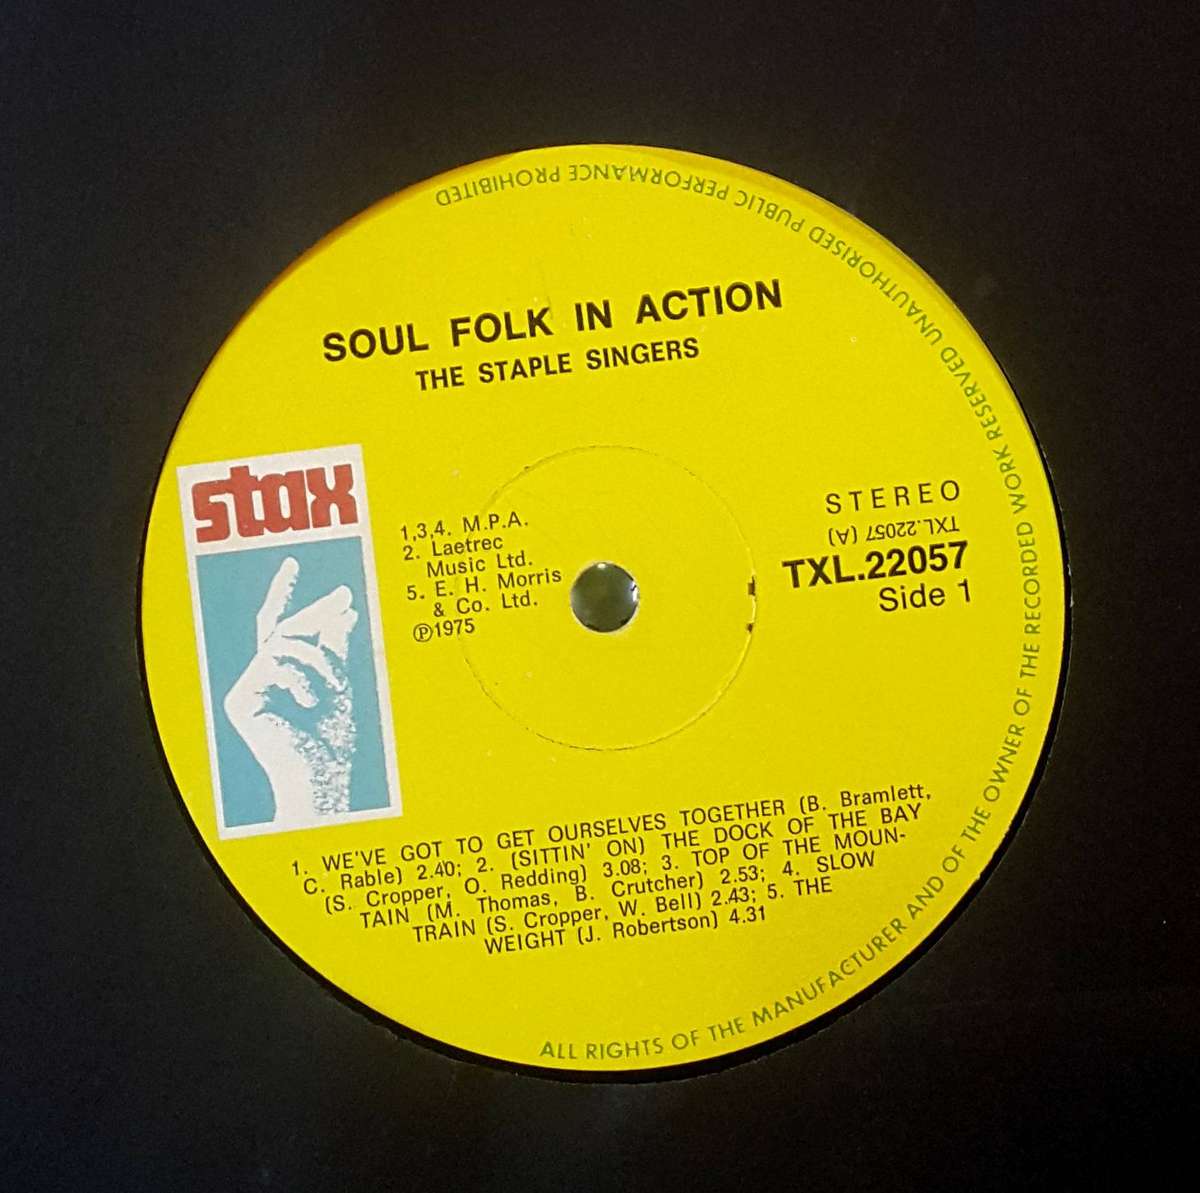 SOUL FOLK IN ACTION
THE STAPLE SINGERS
stax
1,3,4. M.P.A.
2. Laetrec
Music Ltd.
5. E. H. Morris
& Co. Ltd.
℗1975
STEREO
TXL.22057 (A)
TXL.22057
Side 1
1. WE'VE GOT TO GET OURSELVES TOGETHER (B. Bramlett,
C. Rable) 2.40; 2. (SITTIN' ON) THE DOCK OF THE BAY
(S. Cropper, O. Redding) 3.08; 3. TOP OF THE MOUN-
TAIN (M. Thomas, B. Crutcher) 2.53; 4. SLOW
TRAIN (S. Cropper, W. Bell) 2.43; 5. THE
WEIGHT (J. Robertson) 4.31
ALL RIGHTS OF THE MANUFACTURER AND OF THE OWNER OF THE RECORDED WORK RESERVED UNAUTHORISED PUBLIC PERFORMANCE PROHIBITED